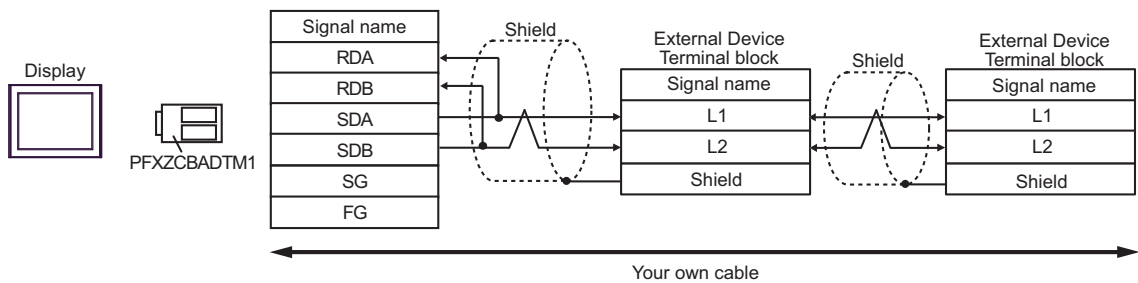 Display
PFXZCBADTM1
Signal name
RDA
RDB
SDA
SDB
SG
FG
Shield
External Device
Terminal block
Signal name
L1
L2
Shield
Shield
External Device
Terminal block
Signal name
L1
L2
Shield
Your own cable